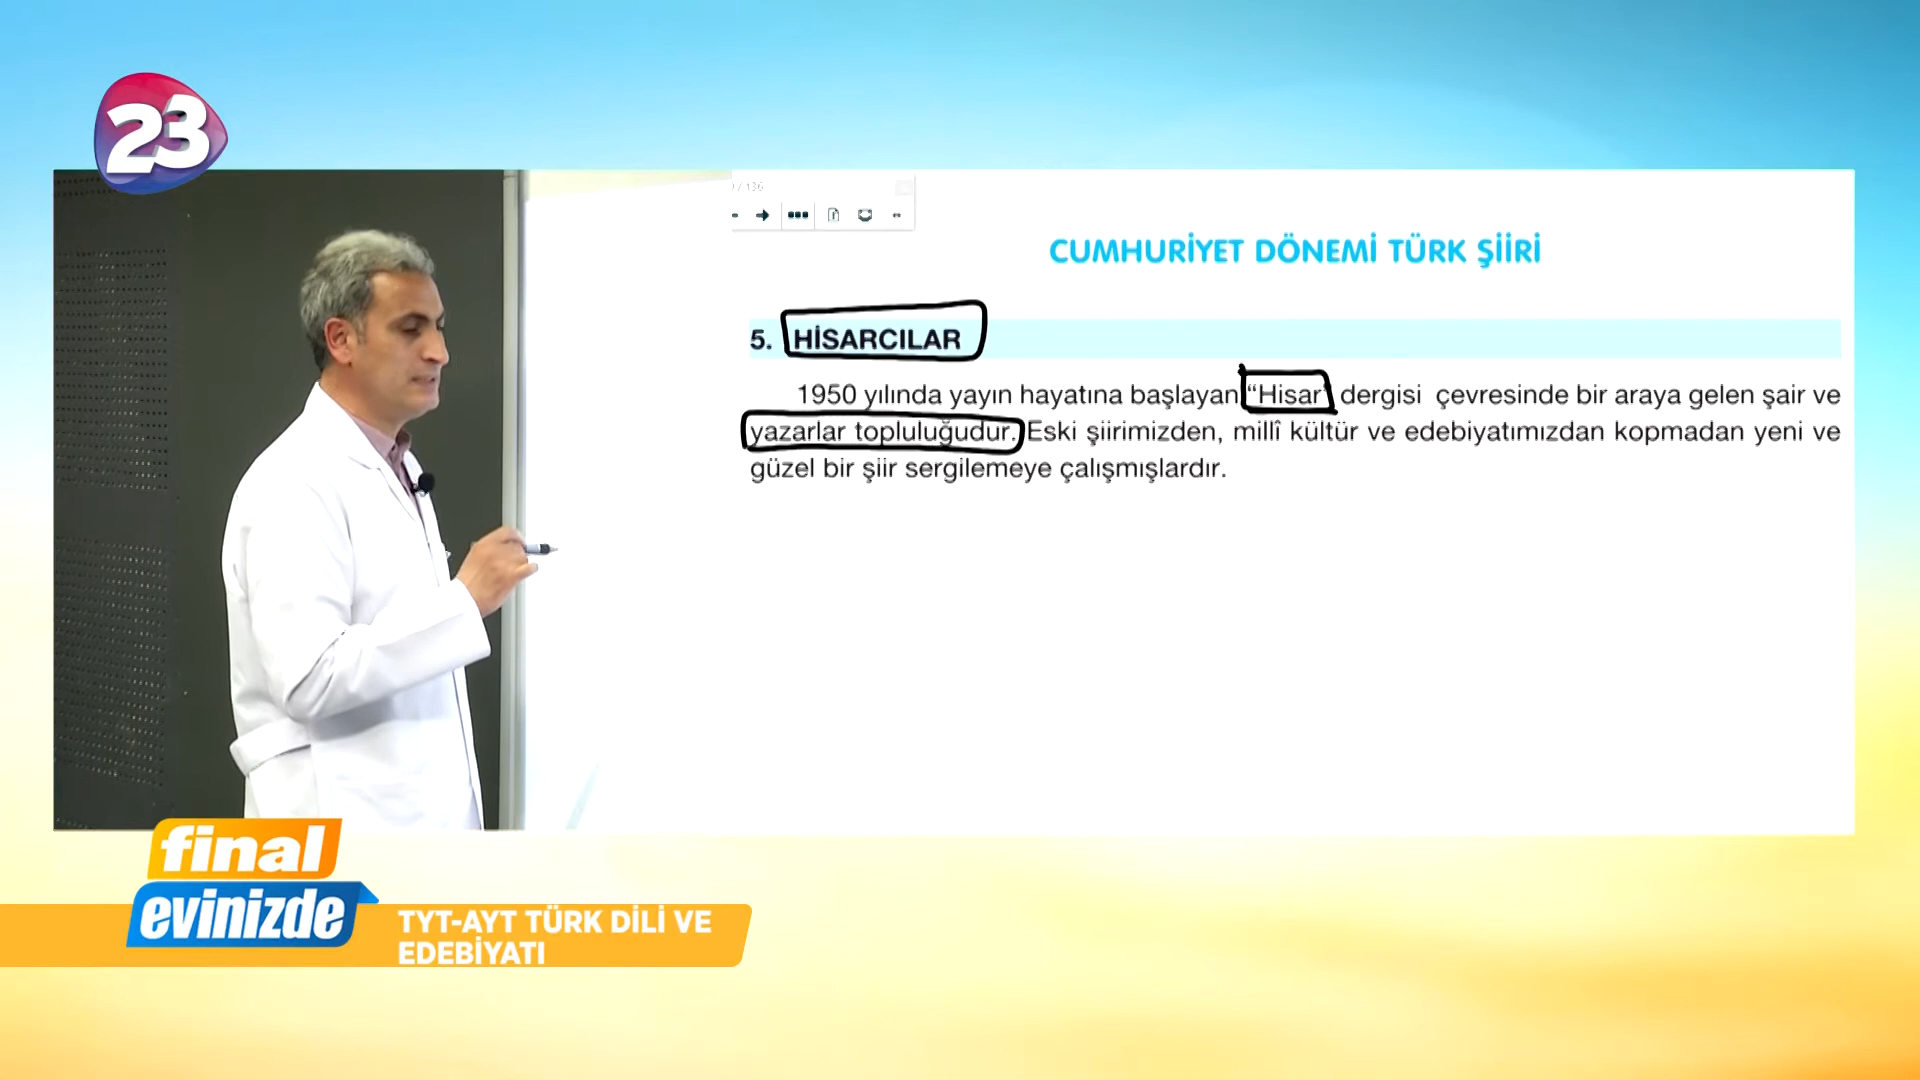 23
/ 136
CUMHURİYET DÖNEMİ TÜRK ŞİİRİ
5. HİSARCILAR
1950 yılında yayın hayatına başlayan “Hisar” dergisi çevresinde bir araya gelen şair ve
yazarlar topluluğudur. Eski şiirimizden, millî kültür ve edebiyatımızdan kopmadan yeni ve
güzel bir şiir sergilemeye çalışmışlardır.
final
evinizde
TYT-AYT TÜRK DİLİ VE
EDEBİYATI